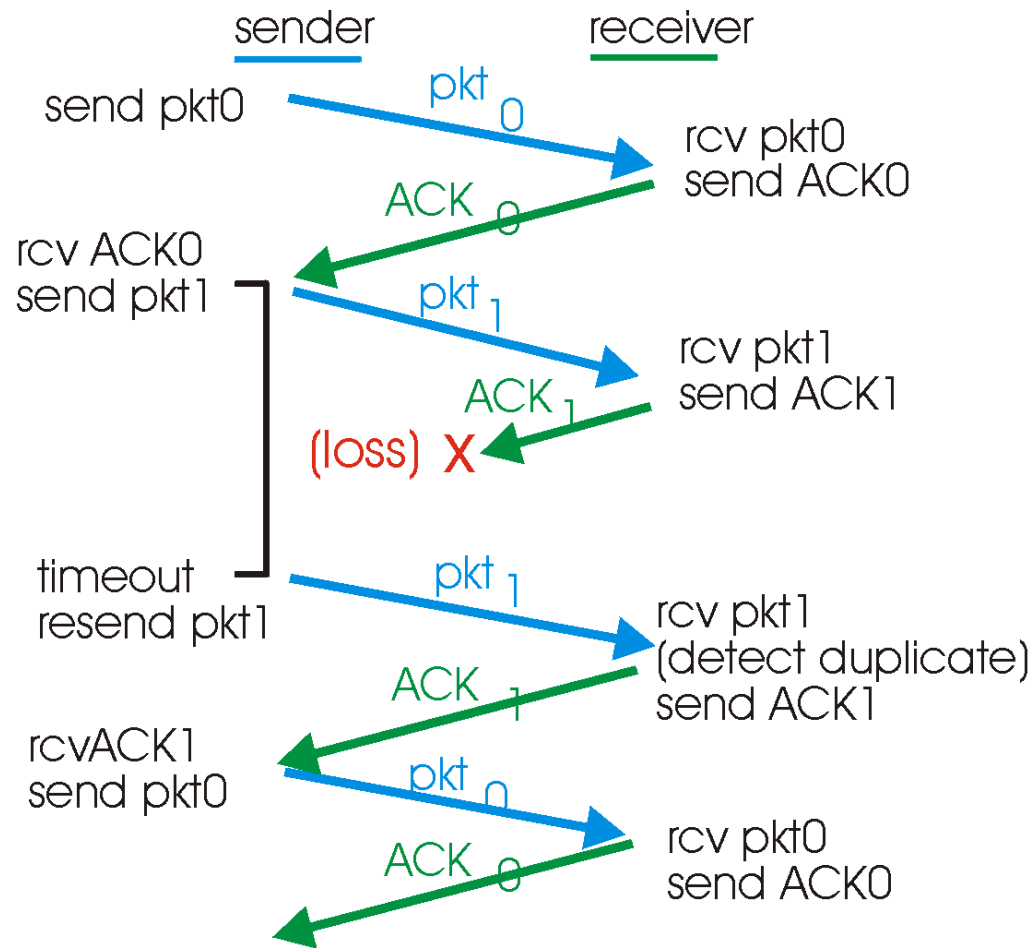 sender
receiver
send pkt0
pkt 0
rcv pkt0
send ACK0
ACK 0
rcv ACK0
send pkt1
pkt 1
rcv pkt1
send ACK1
ACK 1
(loss) X
timeout
resend pkt1
pkt 1
rcv pkt1
(detect duplicate)
send ACK1
ACK 1
rcvACK1
send pkt0
pkt 0
rcv pkt0
send ACK0
ACK 0